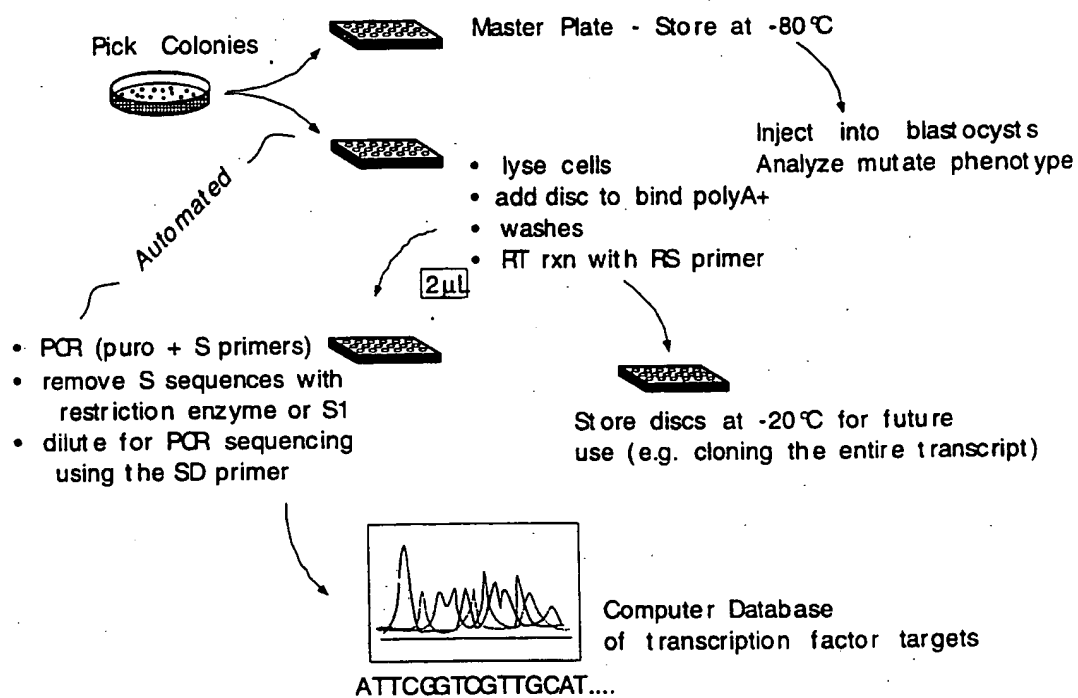 Pick Colonies
Master Plate - Store at -80°C
Inject into blastocysts
Analyze mutate phenotype
Automated
• lyse cells
• add disc to bind polyA+
• washes
• RT rxn with RS primer
2µL
• PCR (puro + S primers)
• remove S sequences with
restriction enzyme or S1
• dilute for PCR sequencing
using the SD primer
Store discs at -20°C for future
use (e.g. cloning the entire transcript)
Computer Database
of transcription factor targets
ATTCGGTCGTTGCAT....